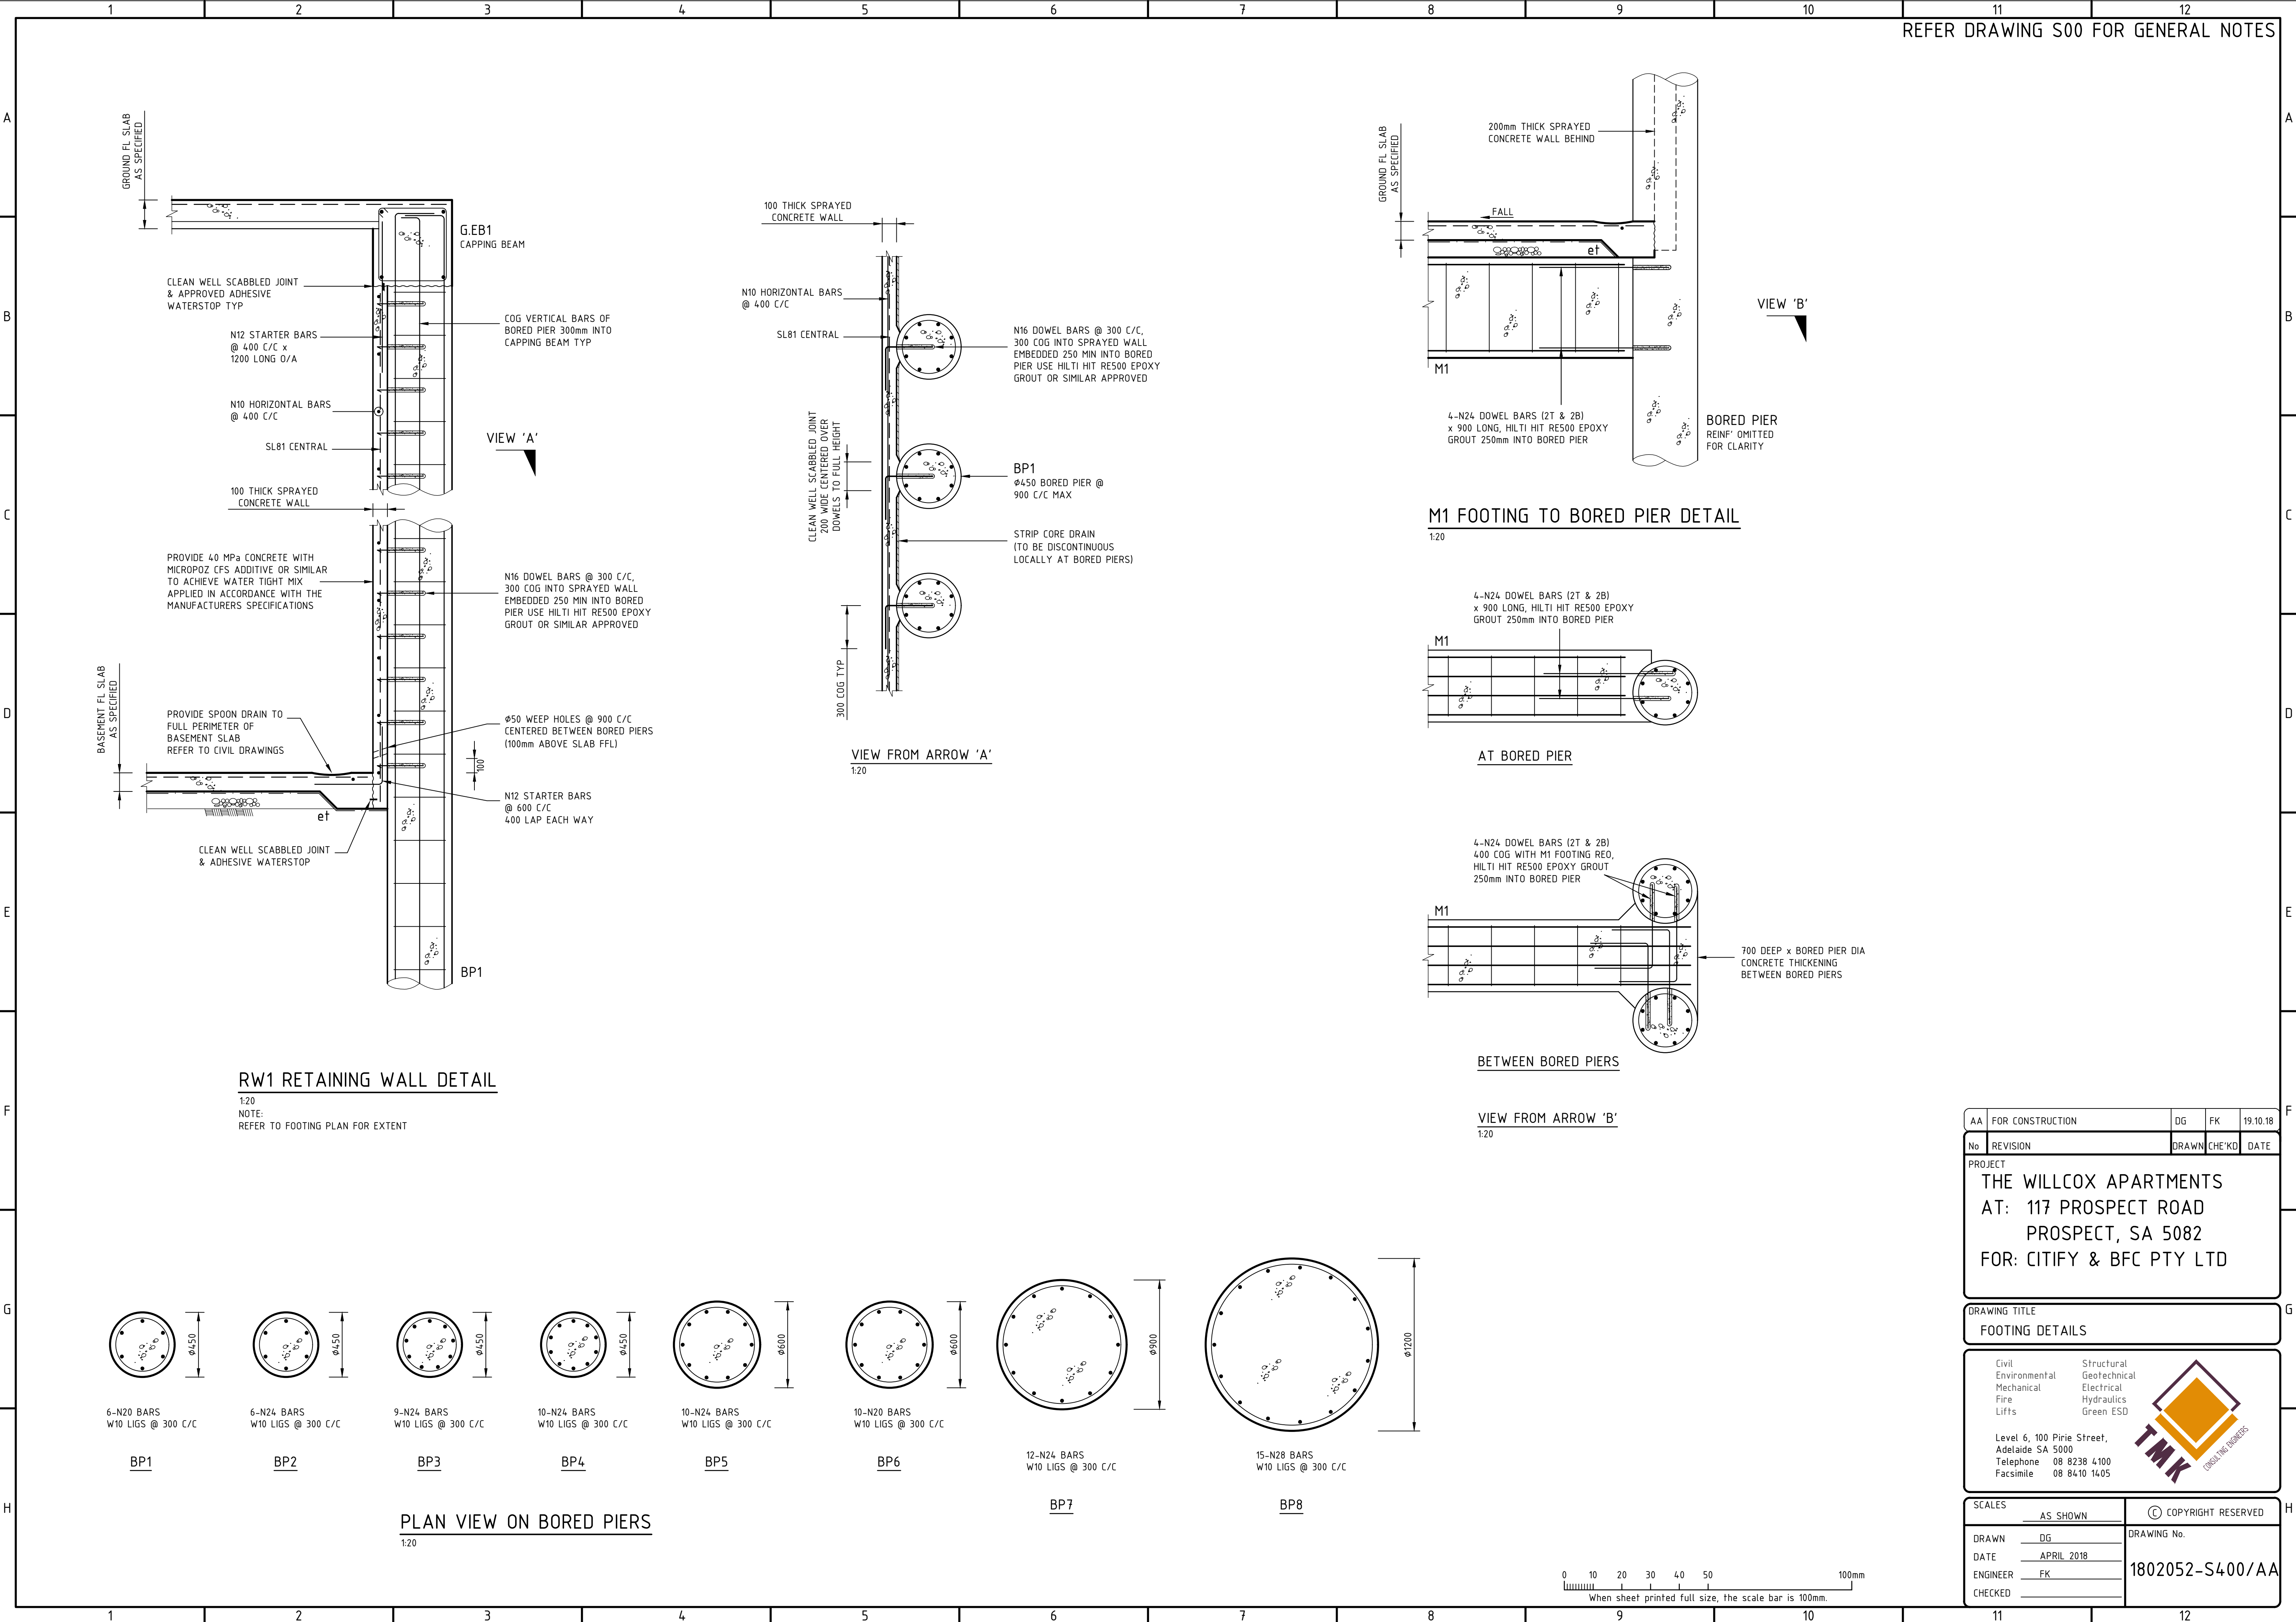 1 2 3 4 5 6 7 8 9 10 11 12
REFER DRAWING S00 FOR GENERAL NOTES
A
B
C
D
E
F
G
H
A
B
C
D
E
F
G
H
GROUND FL SLAB
AS SPECIFIED
G.EB1
CAPPING BEAM
CLEAN WELL SCABBLED JOINT
& APPROVED ADHESIVE
WATERSTOP TYP
N12 STARTER BARS
@ 400 C/C x
1200 LONG O/A
COG VERTICAL BARS OF
BORED PIER 300mm INTO
CAPPING BEAM TYP
N10 HORIZONTAL BARS
@ 400 C/C
SL81 CENTRAL
VIEW 'A'
100 THICK SPRAYED
CONCRETE WALL
PROVIDE 40 MPa CONCRETE WITH
MICROPOZ CFS ADDITIVE OR SIMILAR
TO ACHIEVE WATER TIGHT MIX
APPLIED IN ACCORDANCE WITH THE
MANUFACTURERS SPECIFICATIONS
N16 DOWEL BARS @ 300 C/C,
300 COG INTO SPRAYED WALL
EMBEDDED 250 MIN INTO BORED
PIER USE HILTI HIT RE500 EPOXY
GROUT OR SIMILAR APPROVED
BASEMENT FL SLAB
AS SPECIFIED
PROVIDE SPOON DRAIN TO
FULL PERIMETER OF
BASEMENT SLAB
REFER TO CIVIL DRAWINGS
Ø50 WEEP HOLES @ 900 C/C
CENTERED BETWEEN BORED PIERS
(100mm ABOVE SLAB FFL)
100
N12 STARTER BARS
@ 600 C/C
400 LAP EACH WAY
et
CLEAN WELL SCABBLED JOINT
& ADHESIVE WATERSTOP
BP1
RW1 RETAINING WALL DETAIL
1:20
NOTE:
REFER TO FOOTING PLAN FOR EXTENT
100 THICK SPRAYED
CONCRETE WALL
N10 HORIZONTAL BARS
@ 400 C/C
SL81 CENTRAL
N16 DOWEL BARS @ 300 C/C,
300 COG INTO SPRAYED WALL
EMBEDDED 250 MIN INTO BORED
PIER USE HILTI HIT RE500 EPOXY
GROUT OR SIMILAR APPROVED
CLEAN WELL SCABBLED JOINT
200 WIDE CENTERED OVER
DOWELS TO FULL HEIGHT
BP1
Ø450 BORED PIER @
900 C/C MAX
STRIP CORE DRAIN
(TO BE DISCONTINUOUS
LOCALLY AT BORED PIERS)
300 COG TYP
VIEW FROM ARROW 'A'
1:20
GROUND FL SLAB
AS SPECIFIED
200mm THICK SPRAYED
CONCRETE WALL BEHIND
FALL
et
VIEW 'B'
M1
4-N24 DOWEL BARS (2T & 2B)
x 900 LONG, HILTI HIT RE500 EPOXY
GROUT 250mm INTO BORED PIER
BORED PIER
REINF' OMITTED
FOR CLARITY
M1 FOOTING TO BORED PIER DETAIL
1:20
4-N24 DOWEL BARS (2T & 2B)
x 900 LONG, HILTI HIT RE500 EPOXY
GROUT 250mm INTO BORED PIER
M1
AT BORED PIER
4-N24 DOWEL BARS (2T & 2B)
400 COG WITH M1 FOOTING REO,
HILTI HIT RE500 EPOXY GROUT
250mm INTO BORED PIER
M1
700 DEEP x BORED PIER DIA
CONCRETE THICKENING
BETWEEN BORED PIERS
BETWEEN BORED PIERS
VIEW FROM ARROW 'B'
1:20
Ø450
6-N20 BARS
W10 LIGS @ 300 C/C
BP1
Ø450
6-N24 BARS
W10 LIGS @ 300 C/C
BP2
Ø450
9-N24 BARS
W10 LIGS @ 300 C/C
BP3
Ø450
10-N24 BARS
W10 LIGS @ 300 C/C
BP4
Ø600
10-N24 BARS
W10 LIGS @ 300 C/C
BP5
Ø600
10-N20 BARS
W10 LIGS @ 300 C/C
BP6
Ø900
12-N24 BARS
W10 LIGS @ 300 C/C
BP7
Ø1200
15-N28 BARS
W10 LIGS @ 300 C/C
BP8
PLAN VIEW ON BORED PIERS
1:20
0 10 20 30 40 50 100mm
When sheet printed full size, the scale bar is 100mm.
AA FOR CONSTRUCTION DG FK 19.10.18
No REVISION DRAWN CHE'KD DATE
PROJECT
THE WILLCOX APARTMENTS
AT: 117 PROSPECT ROAD
PROSPECT, SA 5082
FOR: CITIFY & BFC PTY LTD
DRAWING TITLE
FOOTING DETAILS
Civil Structural
Environmental Geotechnical
Mechanical Electrical
Fire Hydraulics
Lifts Green ESD
Level 6, 100 Pirie Street,
Adelaide SA 5000
Telephone 08 8238 4100
Facsimile 08 8410 1405
TMK
CONSULTING ENGINEERS
SCALES AS SHOWN
C COPYRIGHT RESERVED
DRAWN DG
DATE APRIL 2018
ENGINEER FK
CHECKED
DRAWING No.
1802052-S400/AA
1 2 3 4 5 6 7 8 9 10 11 12